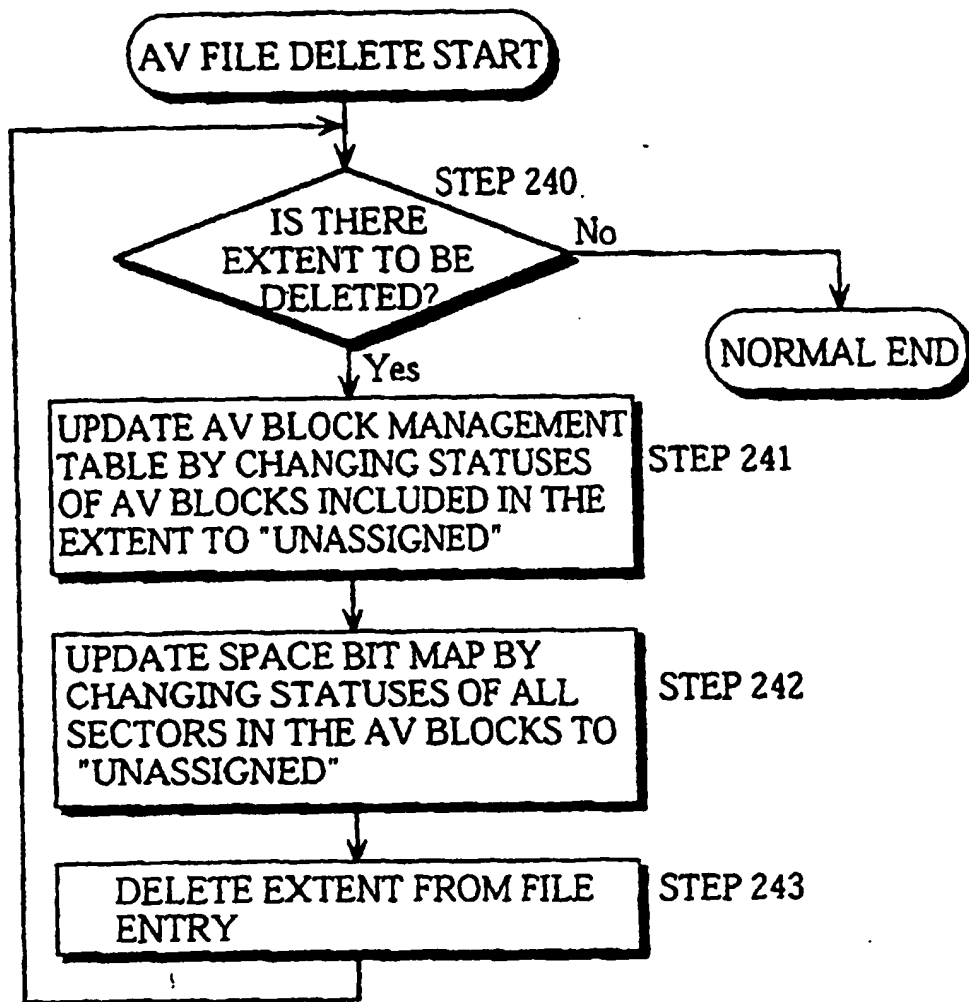 AV FILE DELETE START
STEP 240
IS THERE
EXTENT TO BE
DELETED?
No
NORMAL END
Yes
UPDATE AV BLOCK MANAGEMENT
TABLE BY CHANGING STATUSES
OF AV BLOCKS INCLUDED IN THE
EXTENT TO "UNASSIGNED"
STEP 241
UPDATE SPACE BIT MAP BY
CHANGING STATUSES OF ALL
SECTORS IN THE AV BLOCKS TO
"UNASSIGNED"
STEP 242
DELETE EXTENT FROM FILE
ENTRY
STEP 243